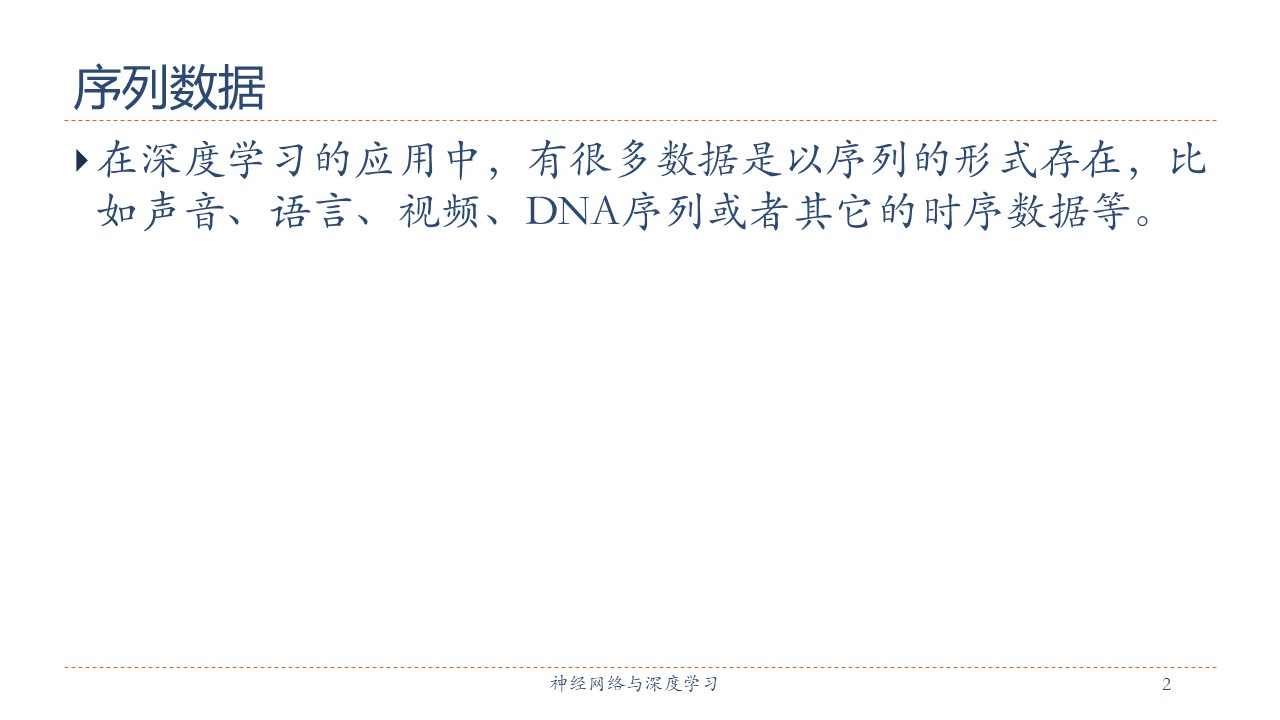 序列数据
在深度学习的应用中，有很多数据是以序列的形式存在，比
如声音、语言、视频、DNA序列或者其它的时序数据等。
神经网络与深度学习
2